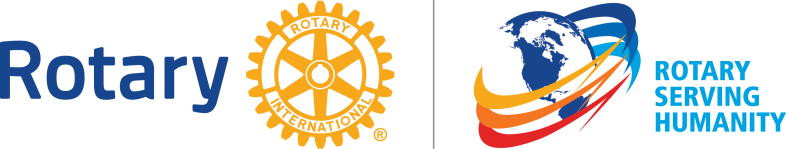 Rotary
ROTARY
INTERNATIONAL
®
ROTARY
SERVING
HUMANITY